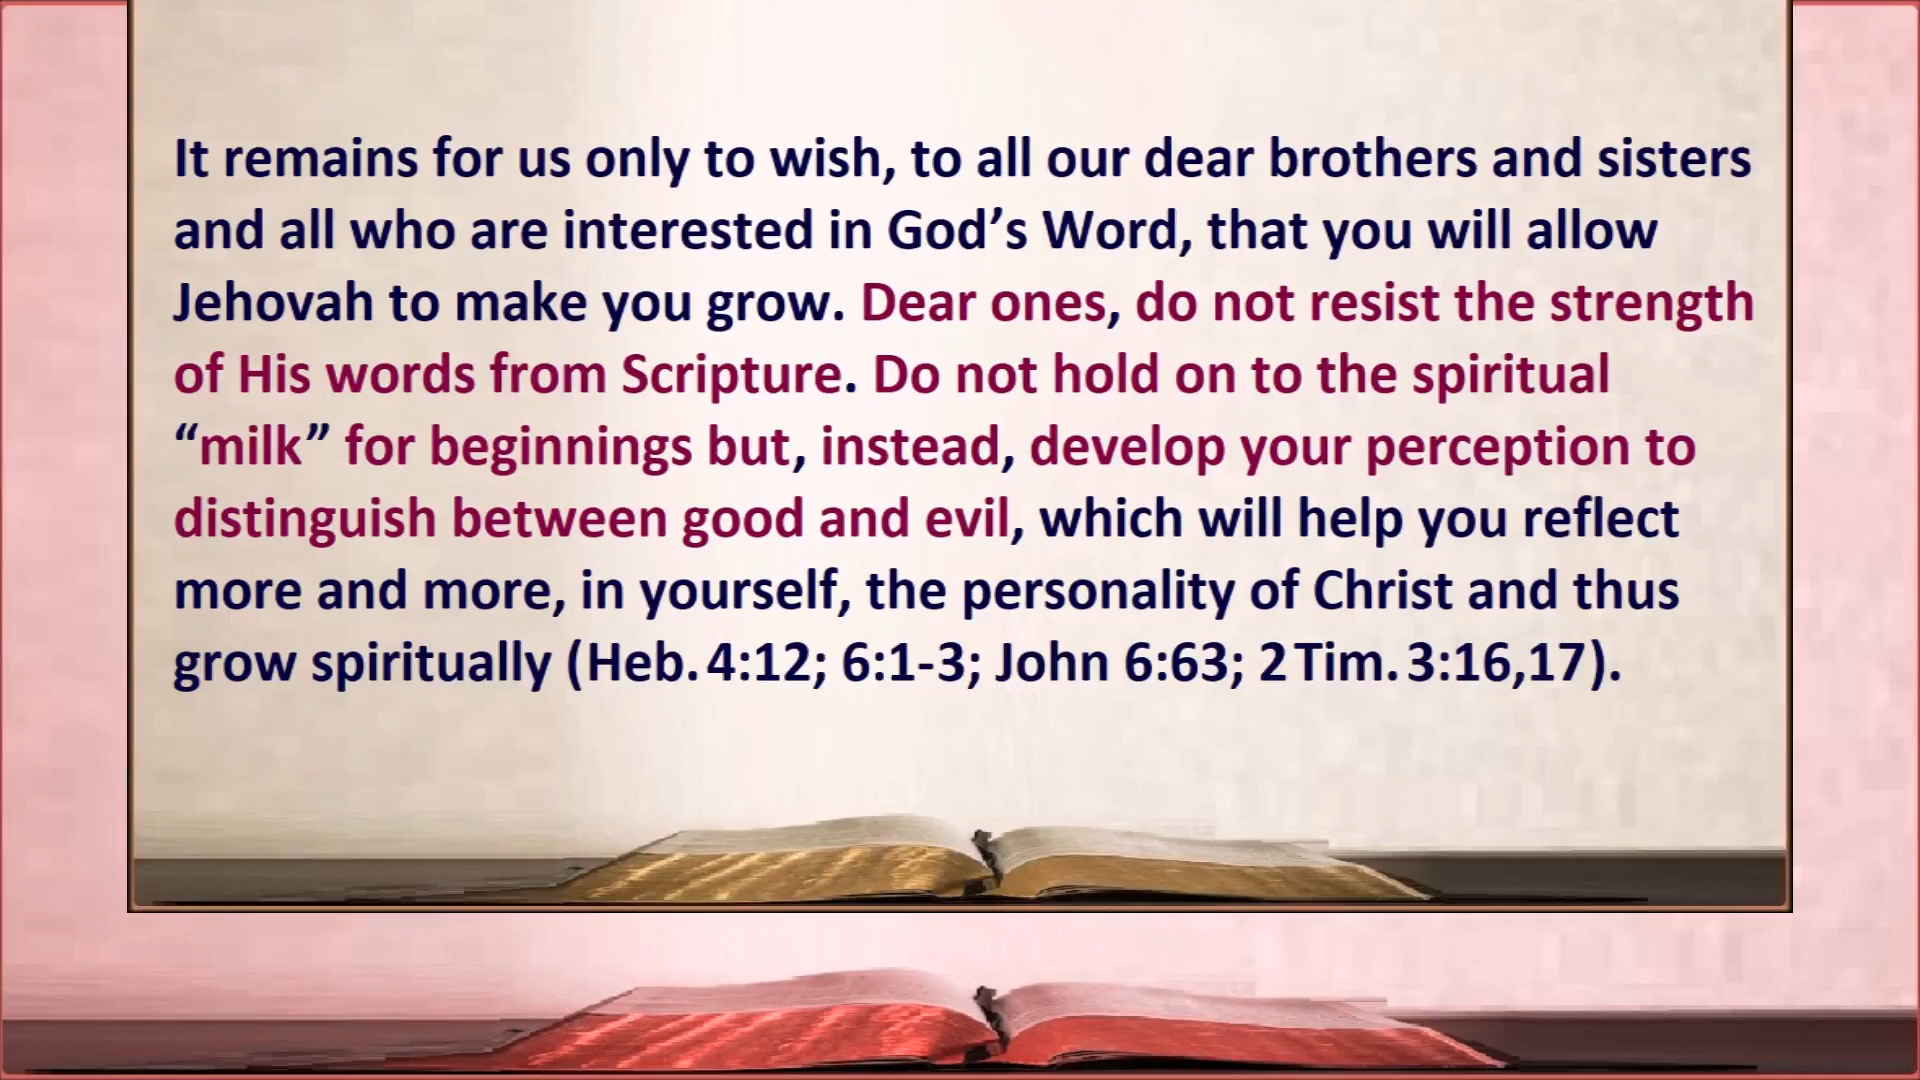 It remains for us only to wish, to all our dear brothers and sisters
and all who are interested in God’s Word, that you will allow
Jehovah to make you grow. Dear ones, do not resist the strength
of His words from Scripture. Do not hold on to the spiritual
“milk” for beginnings but, instead, develop your perception to
distinguish between good and evil, which will help you reflect
more and more, in yourself, the personality of Christ and thus
grow spiritually (Heb. 4:12; 6:1-3; John 6:63; 2 Tim. 3:16,17).